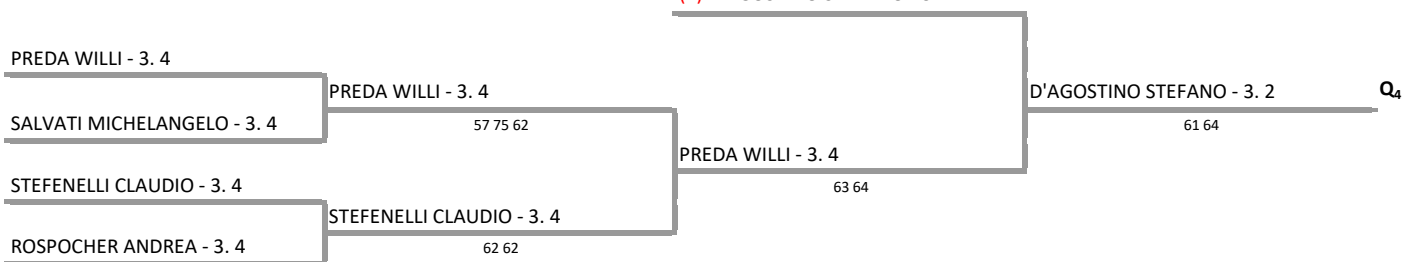 PREDA WILLI - 3. 4
PREDA WILLI - 3. 4
D'AGOSTINO STEFANO - 3. 2
Q4
SALVATI MICHELANGELO - 3. 4
57 75 62
61 64
PREDA WILLI - 3. 4
STEFENELLI CLAUDIO - 3. 4
63 64
STEFENELLI CLAUDIO - 3. 4
ROSPOCHER ANDREA - 3. 4
62 62